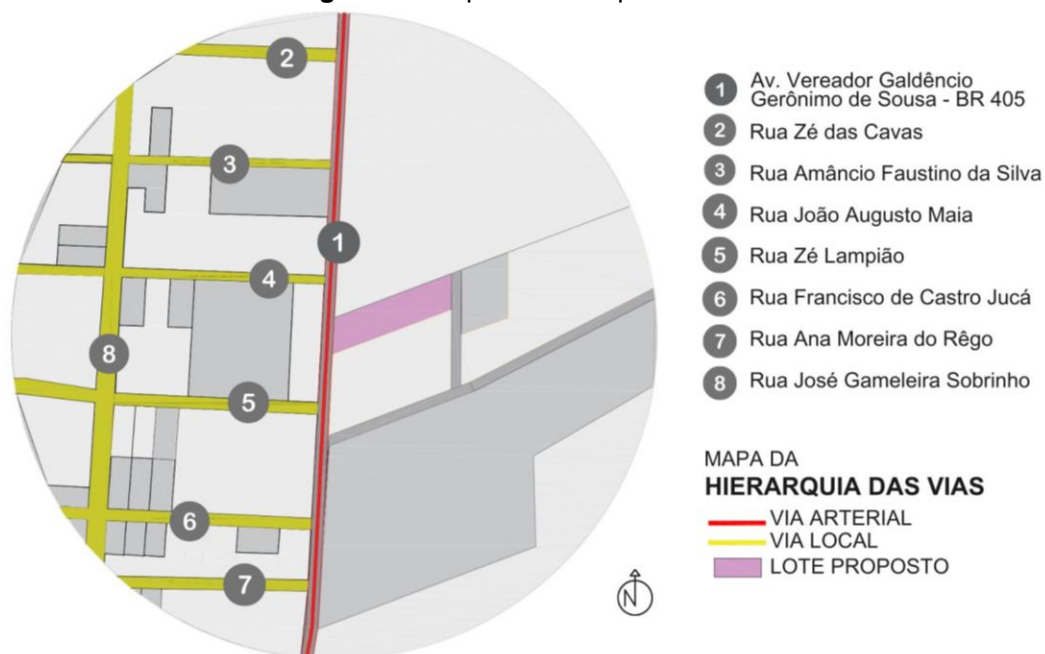 2
3
1
4
8
5
6
7
1 Av. Vereador Galdêncio
Gerônimo de Sousa - BR 405
2 Rua Zé das Cavas
3 Rua Amâncio Faustino da Silva
4 Rua João Augusto Maia
5 Rua Zé Lampião
6 Rua Francisco de Castro Jucá
7 Rua Ana Moreira do Rêgo
8 Rua José Gameleira Sobrinho
MAPA DA
HIERARQUIA DAS VIAS
VIA ARTERIAL
VIA LOCAL
LOTE PROPOSTO
N